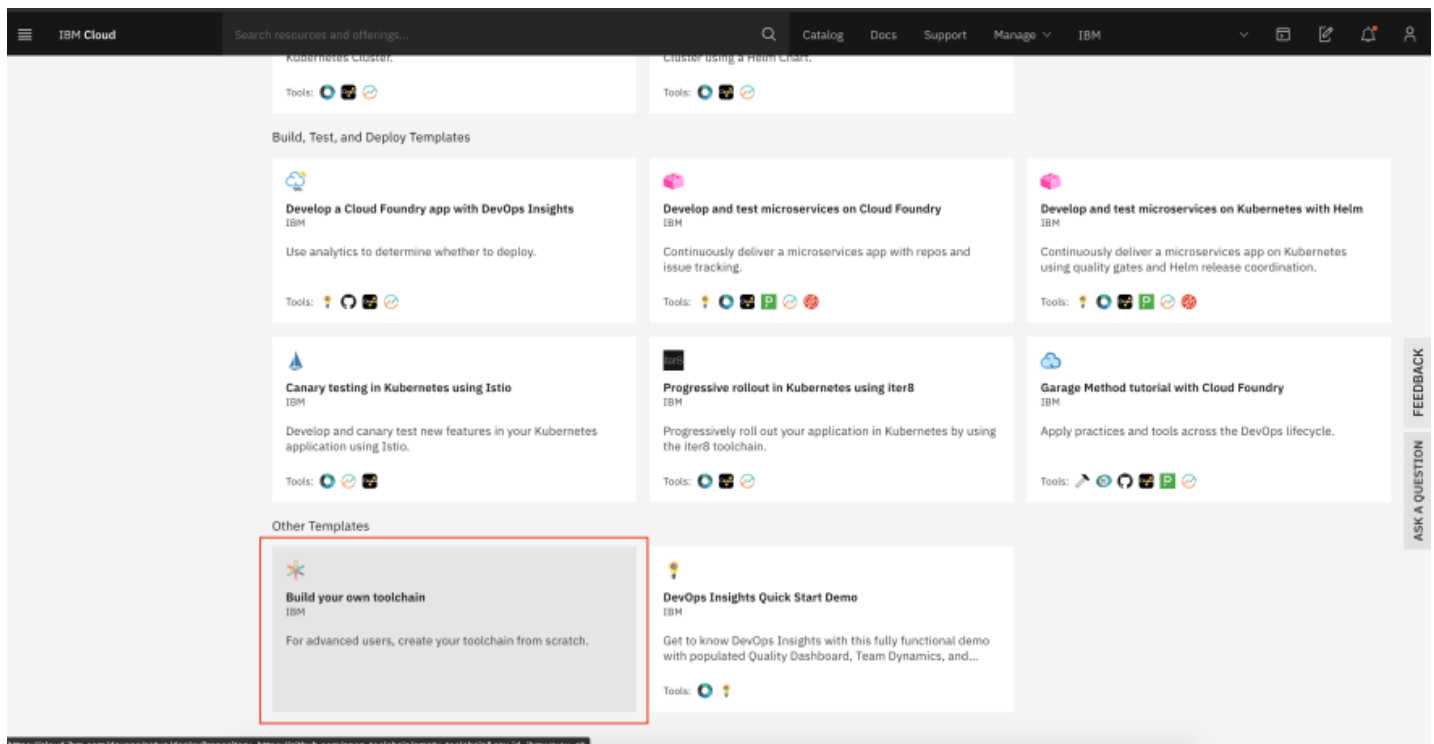 IBM Cloud
Search resources and offerings...
Catalog
Docs
Support
Manage
IBM
Kubernetes Cluster.
Cluster using a Helm Chart.
Tools:
Tools:
Build, Test, and Deploy Templates
Develop a Cloud Foundry app with DevOps Insights
IBM
Use analytics to determine whether to deploy.
Tools:
Develop and test microservices on Cloud Foundry
IBM
Continuously deliver a microservices app with repos and
issue tracking.
Tools:
Develop and test microservices on Kubernetes with Helm
IBM
Continuously deliver a microservices app on Kubernetes
using quality gates and Helm release coordination.
Tools:
Canary testing in Kubernetes using Istio
IBM
Develop and canary test new features in your Kubernetes
application using Istio.
Tools:
iter8
Progressive rollout in Kubernetes using iter8
IBM
Progressively roll out your application in Kubernetes by using
the iter8 toolchain.
Tools:
Garage Method tutorial with Cloud Foundry
IBM
Apply practices and tools across the DevOps lifecycle.
Tools:
FEEDBACK
ASK A QUESTION
Other Templates
Build your own toolchain
IBM
For advanced users, create your toolchain from scratch.
DevOps Insights Quick Start Demo
IBM
Get to know DevOps Insights with this fully functional demo
with populated Quality Dashboard, Team Dynamics, and...
Tools: